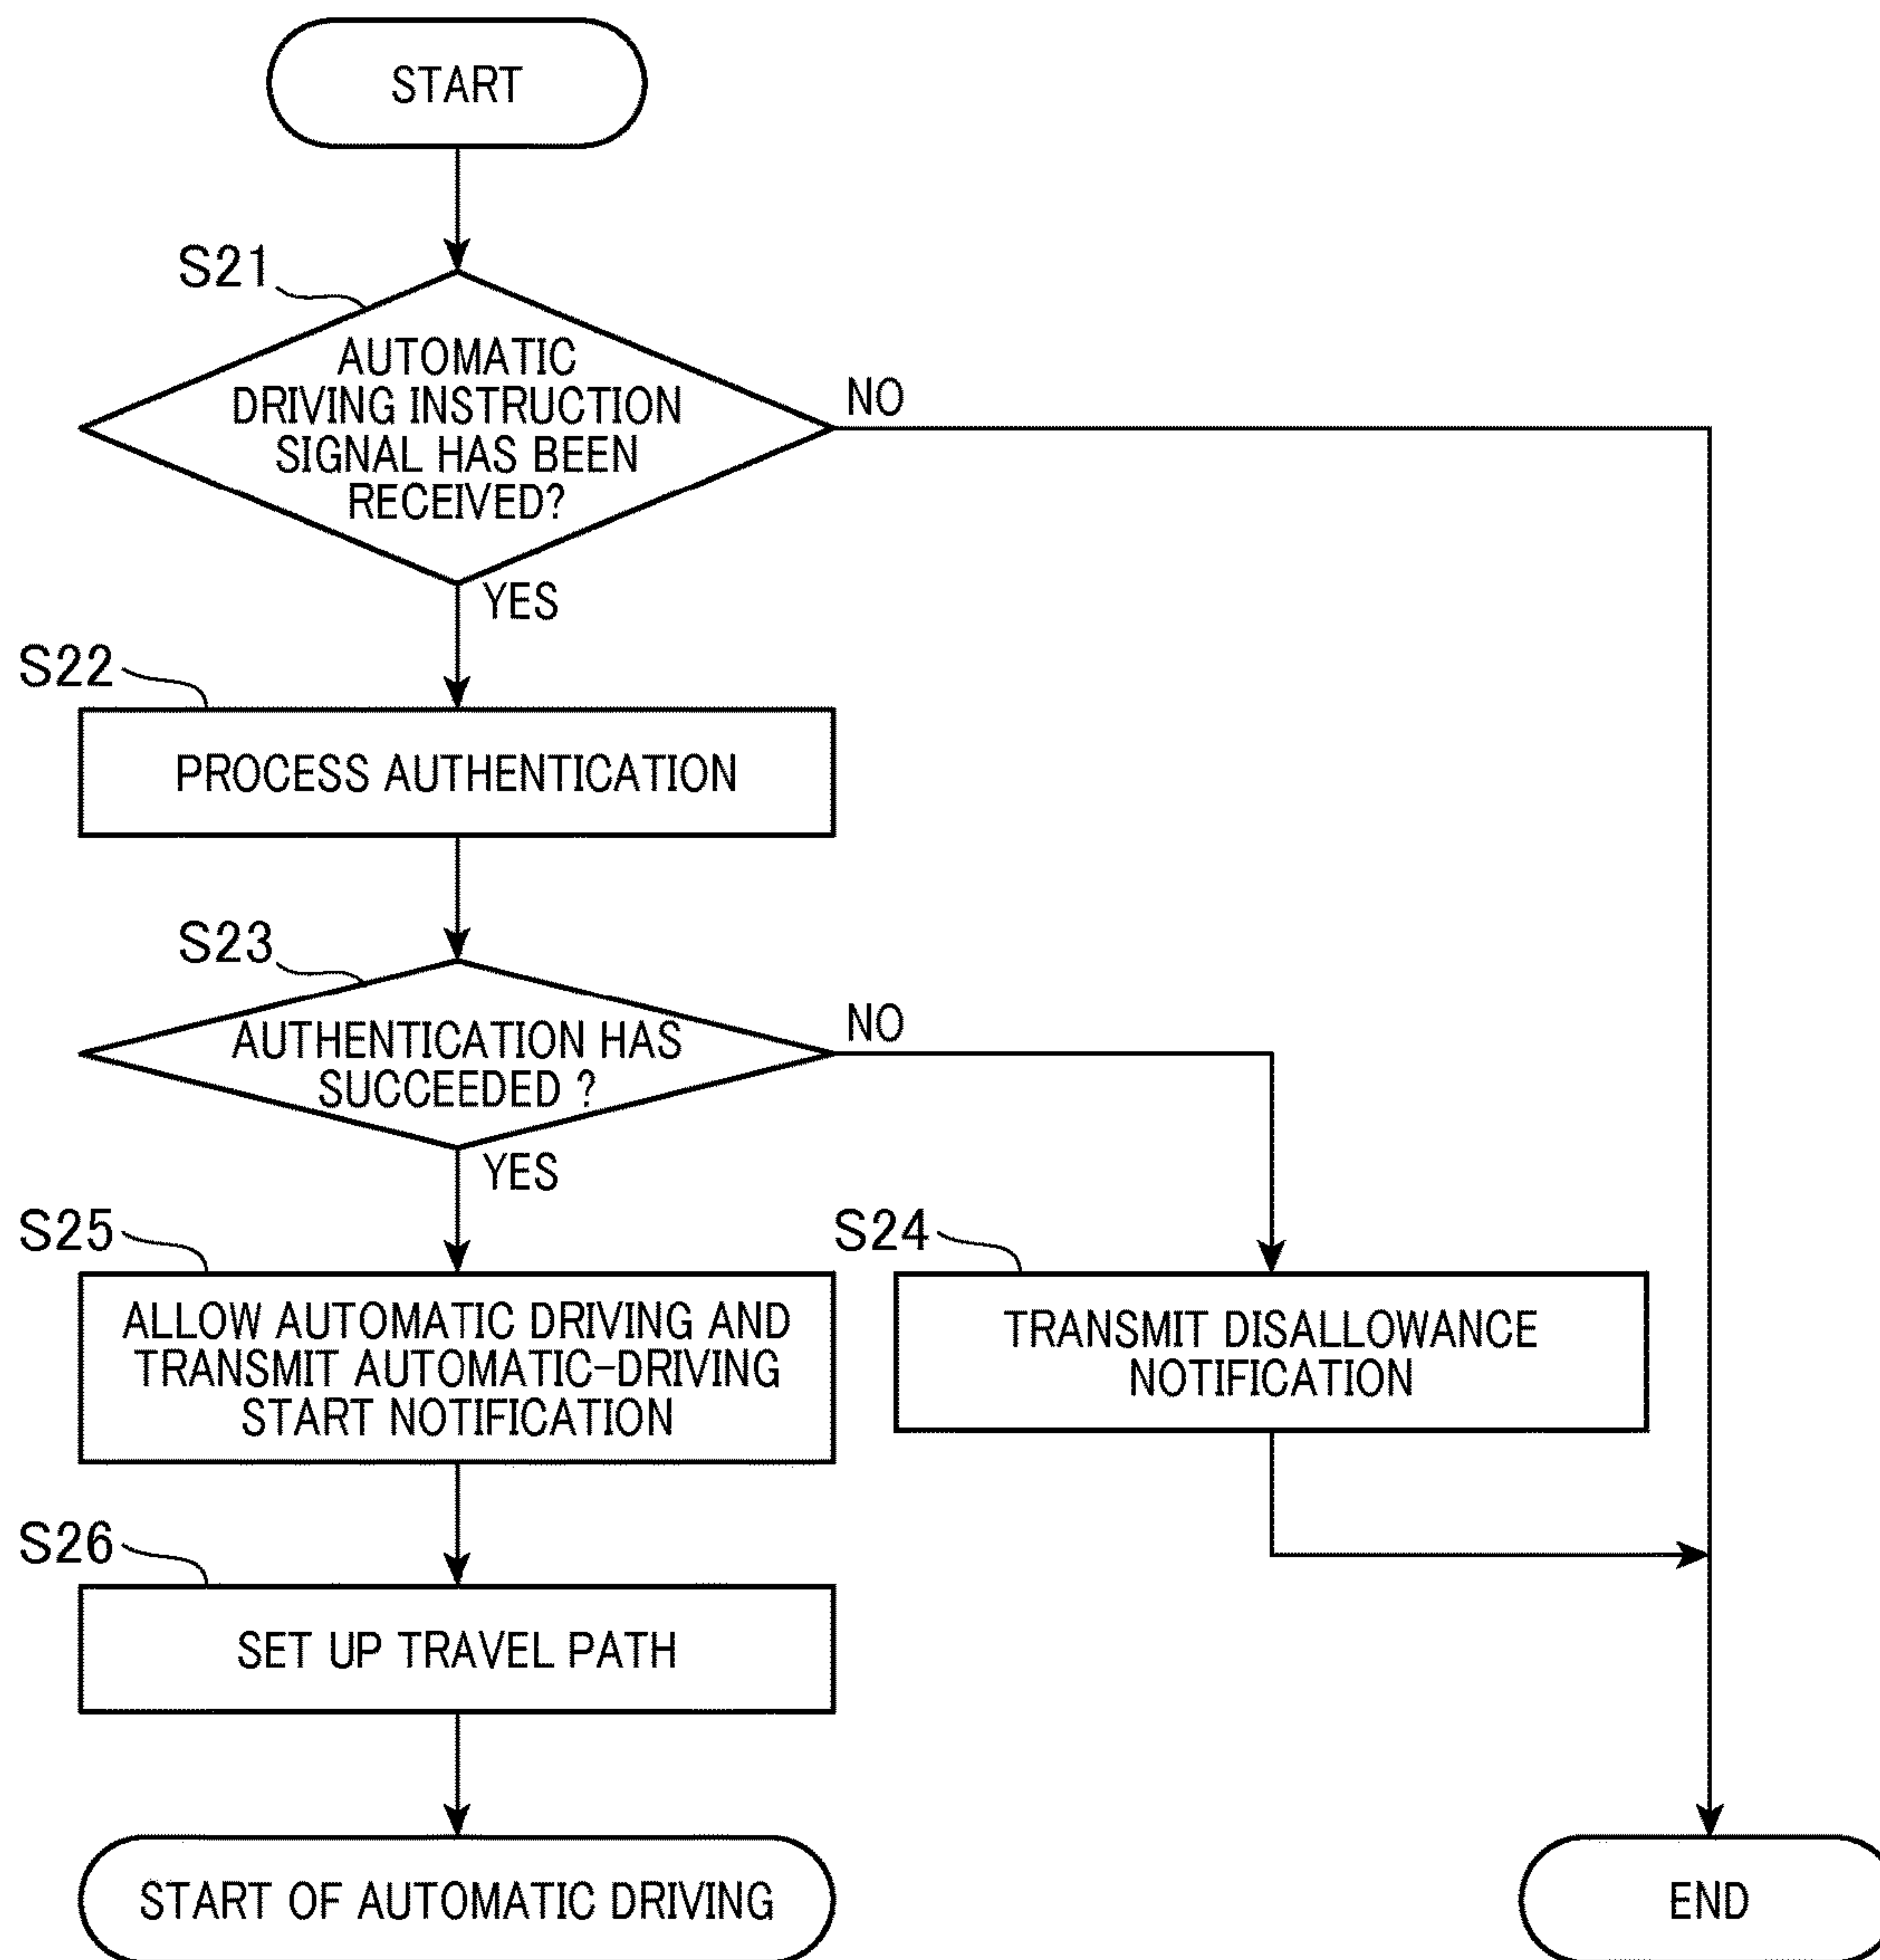 START
S21
AUTOMATIC
DRIVING INSTRUCTION
SIGNAL HAS BEEN
RECEIVED?
NO
YES
S22
PROCESS AUTHENTICATION
S23
AUTHENTICATION HAS
SUCCEEDED ?
NO
YES
S25
ALLOW AUTOMATIC DRIVING AND
TRANSMIT AUTOMATIC-DRIVING
START NOTIFICATION
S24
TRANSMIT DISALLOWANCE
NOTIFICATION
S26
SET UP TRAVEL PATH
START OF AUTOMATIC DRIVING
END